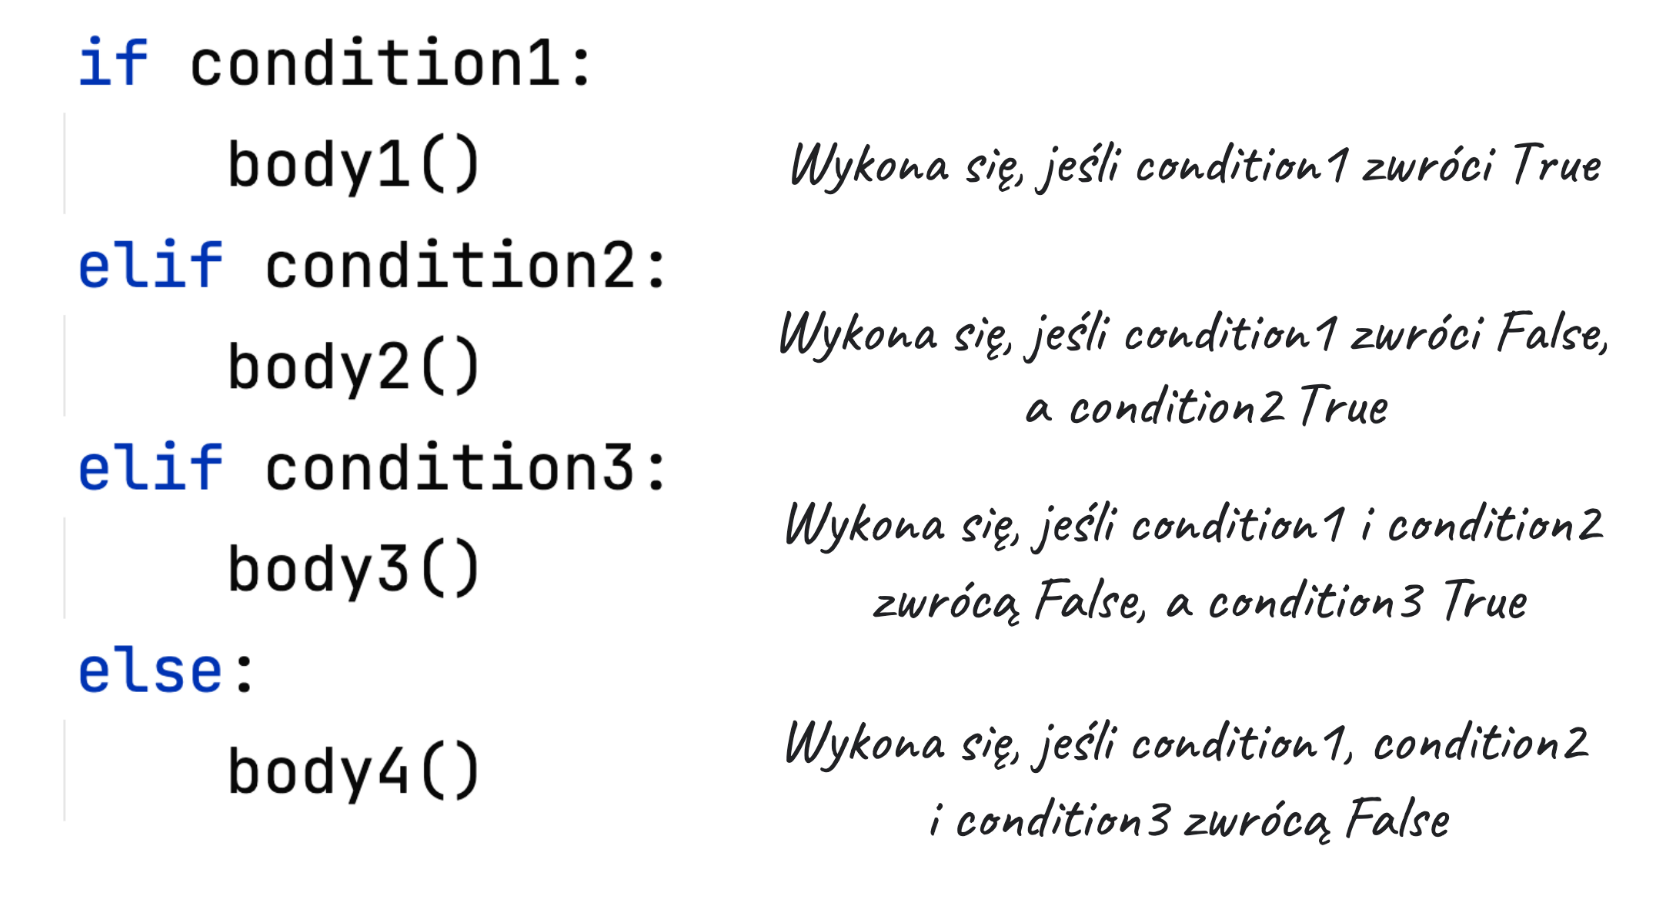 if condition1:
body1()
Wykona się, jeśli condition1 zwróci True
elif condition2:
body2()
Wykona się, jeśli condition1 zwróci False,
a condition2 True
elif condition3:
body3()
Wykona się, jeśli condition1 i condition2
zwrócą False, a condition3 True
else:
body4()
Wykona się, jeśli condition1, condition2
i condition3 zwrócą False